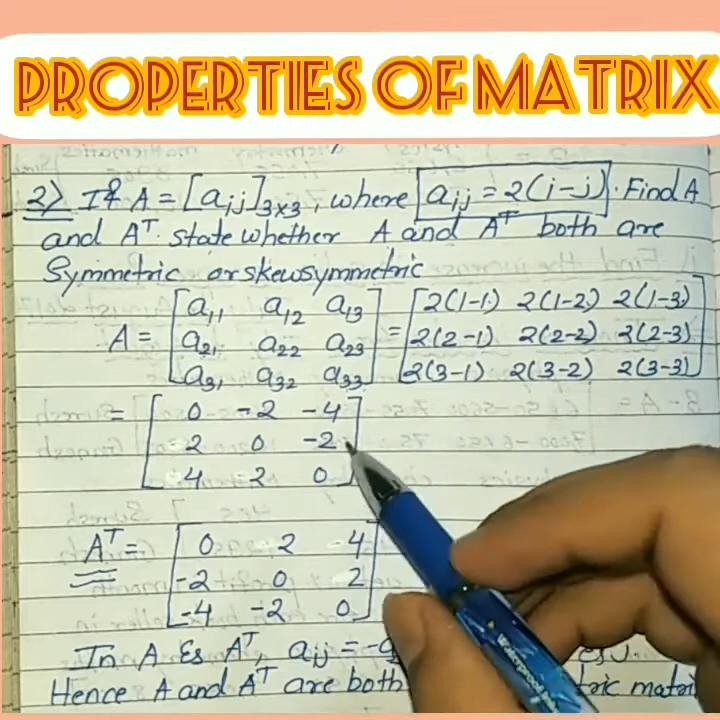 PROPERTIES OF MATRIX
2) If A = [aij]3×3, where aij = 2(i-j). Find A
and Aᵀ. state whether A and Aᵀ both are
Symmetric or skewsymmetric
A = [a11 a12 a13 = [2(1-1) 2(1-2) 2(1-3)
a21 a22 a23 2(2-1) 2(2-2) 2(2-3)
a31 a32 a33] 2(3-1) 2(3-2) 2(3-3)]
= [0 -2 -4
2 0 -2
4 2 0]
Aᵀ = [0 2 4
-2 0 2
-4 -2 0]
In A & Aᵀ, aij = -a
Hence A and Aᵀ are both tric matri